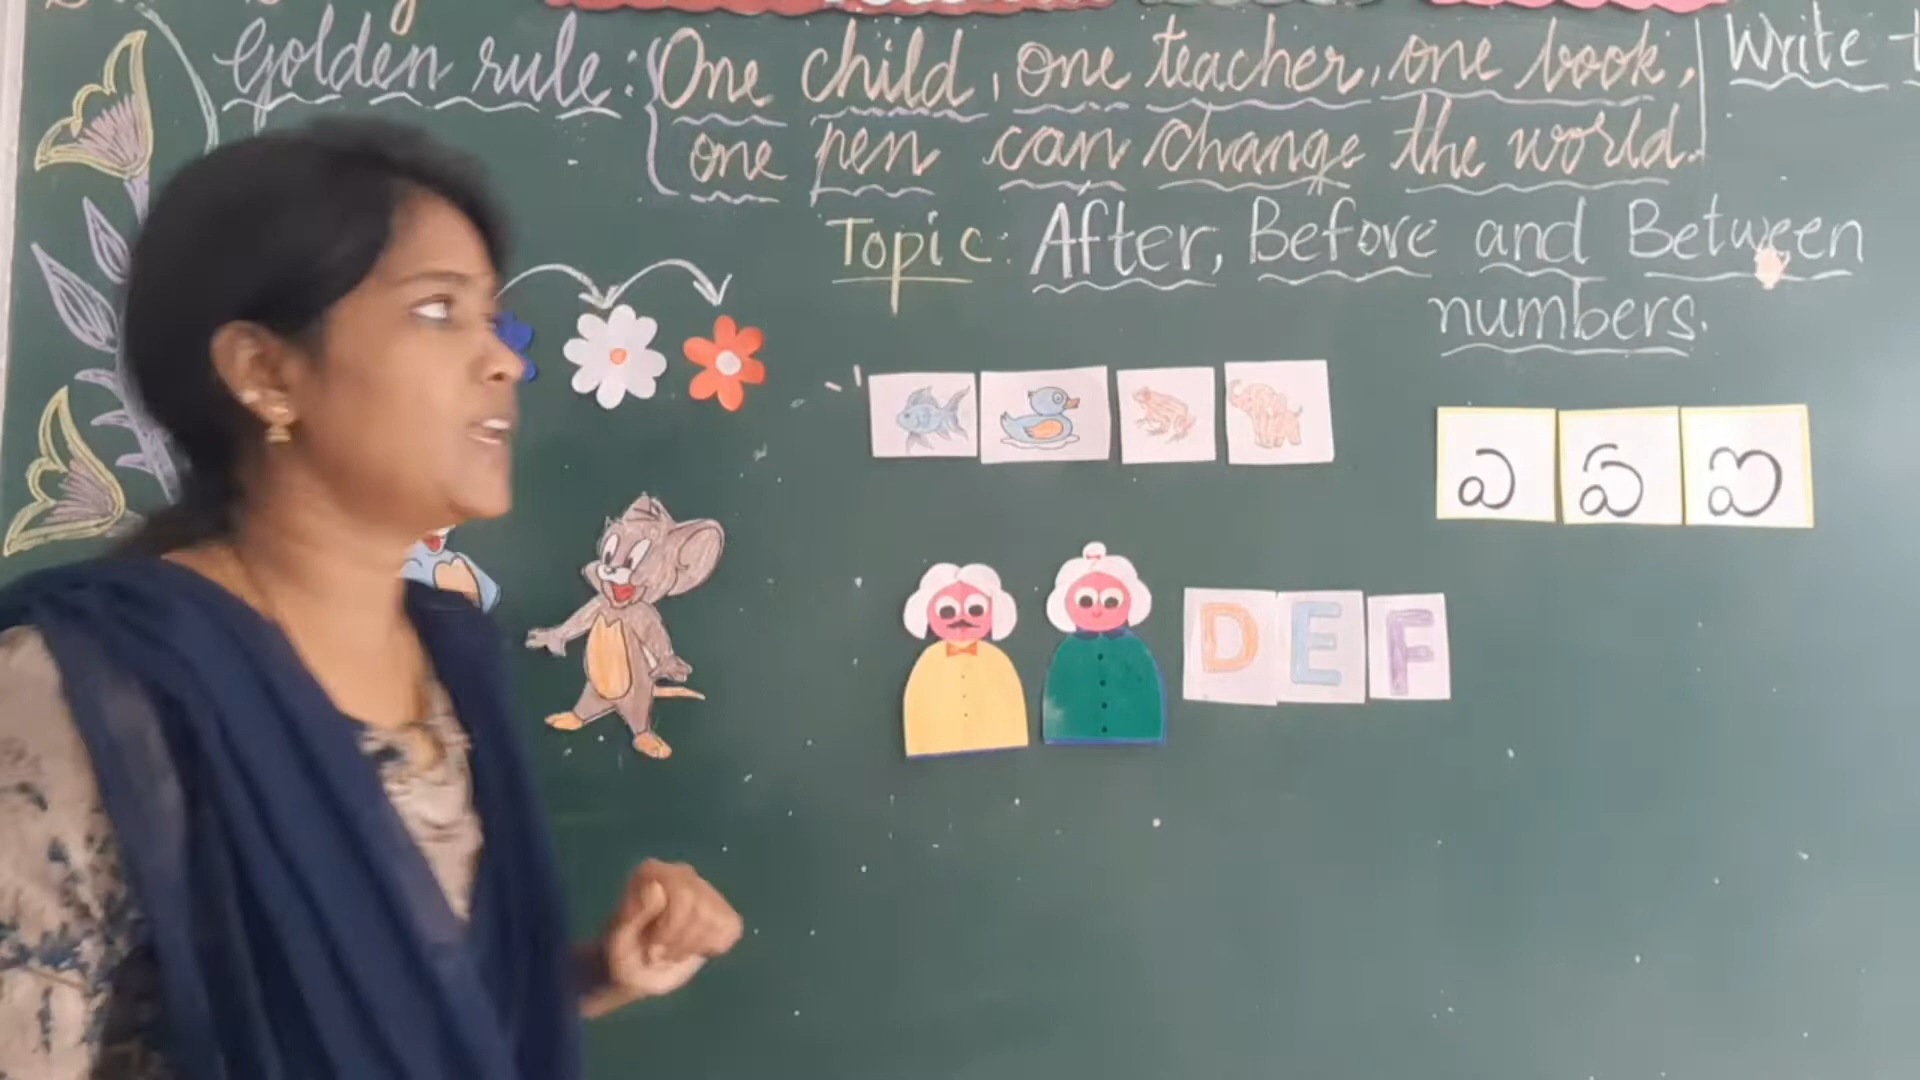 Golden rule: One child, one teacher, one book,
one pen can change the world.
Write
Topic: After, Before and Between
numbers.
ఎ ఏ ఐ
D E F